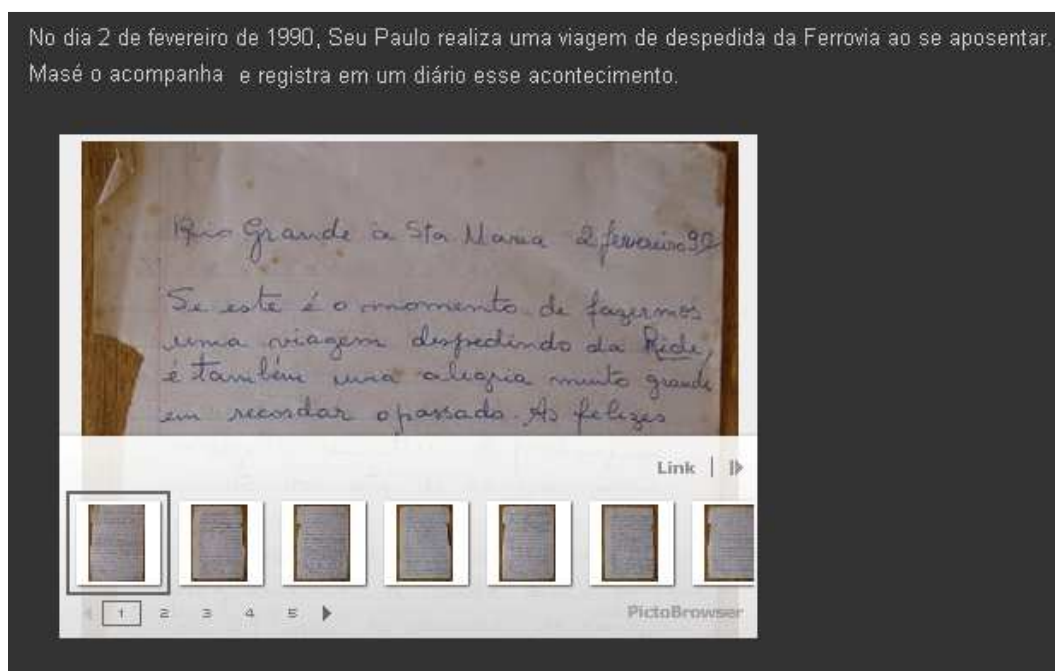 No dia 2 de fevereiro de 1990, Seu Paulo realiza uma viagem de despedida da Ferrovia ao se aposentar.
Masé o acompanha e registra em um diário esse acontecimento.
Rio Grande a Sta Maria 2 fevereiro 90
Se este é o momento de fazermos
uma viagem despedindo da Rede,
é também uma alegria muito grande
em recordar o passado. As felizes
Link
1 2 3 4 5
PictoBrowser